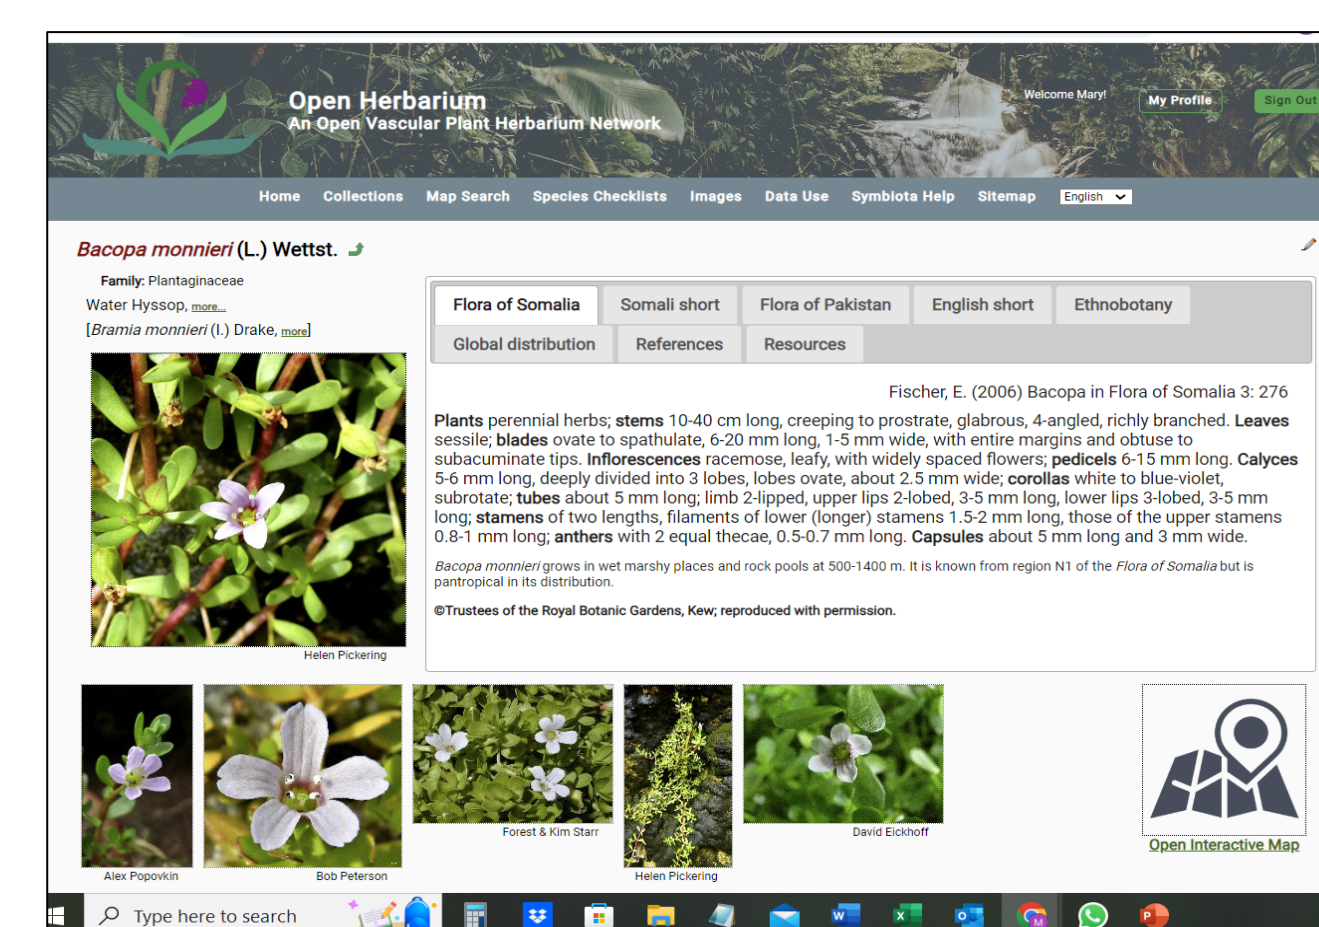 Open Herbarium
An Open Vascular Plant Herbarium Network
Welcome Mary!
My Profile
Sign Out
Home Collections Map Search Species Checklists Images Data Use Symbiota Help Sitemap English
Bacopa monnieri (L.) Wettst.
Family: Plantaginaceae
Water Hyssop, more...
[Bramia monnieri (l.) Drake, more]
Flora of Somalia Somali short Flora of Pakistan English short Ethnobotany
Global distribution References Resources
Fischer, E. (2006) Bacopa in Flora of Somalia 3: 276
Plants perennial herbs; stems 10-40 cm long, creeping to prostrate, glabrous, 4-angled, richly branched. Leaves
sessile; blades ovate to spathulate, 6-20 mm long, 1-5 mm wide, with entire margins and obtuse to
subacuminate tips. Inflorescences racemose, leafy, with widely spaced flowers; pedicels 6-15 mm long. Calyces
5-6 mm long, deeply divided into 3 lobes, lobes ovate, about 2.5 mm wide; corollas white to blue-violet,
subrotate; tubes about 5 mm long; limb 2-lipped, upper lips 2-lobed, 3-5 mm long, lower lips 3-lobed, 3-5 mm
long; stamens of two lengths, filaments of lower (longer) stamens 1.5-2 mm long, those of the upper stamens
0.8-1 mm long; anthers with 2 equal thecae, 0.5-0.7 mm long. Capsules about 5 mm long and 3 mm wide.
Bacopa monnieri grows in wet marshy places and rock pools at 500-1400 m. It is known from region N1 of the Flora of Somalia but is
pantropical in its distribution.
©Trustees of the Royal Botanic Gardens, Kew; reproduced with permission.
Helen Pickering
Alex Popovkin
Bob Peterson
Forest & Kim Starr
Helen Pickering
David Eickhoff
Open Interactive Map
Type here to search